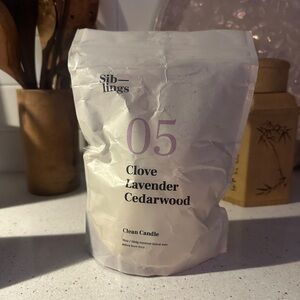 Sib—
lings
05
Clove
Lavender
Cedarwood
Clean Candle